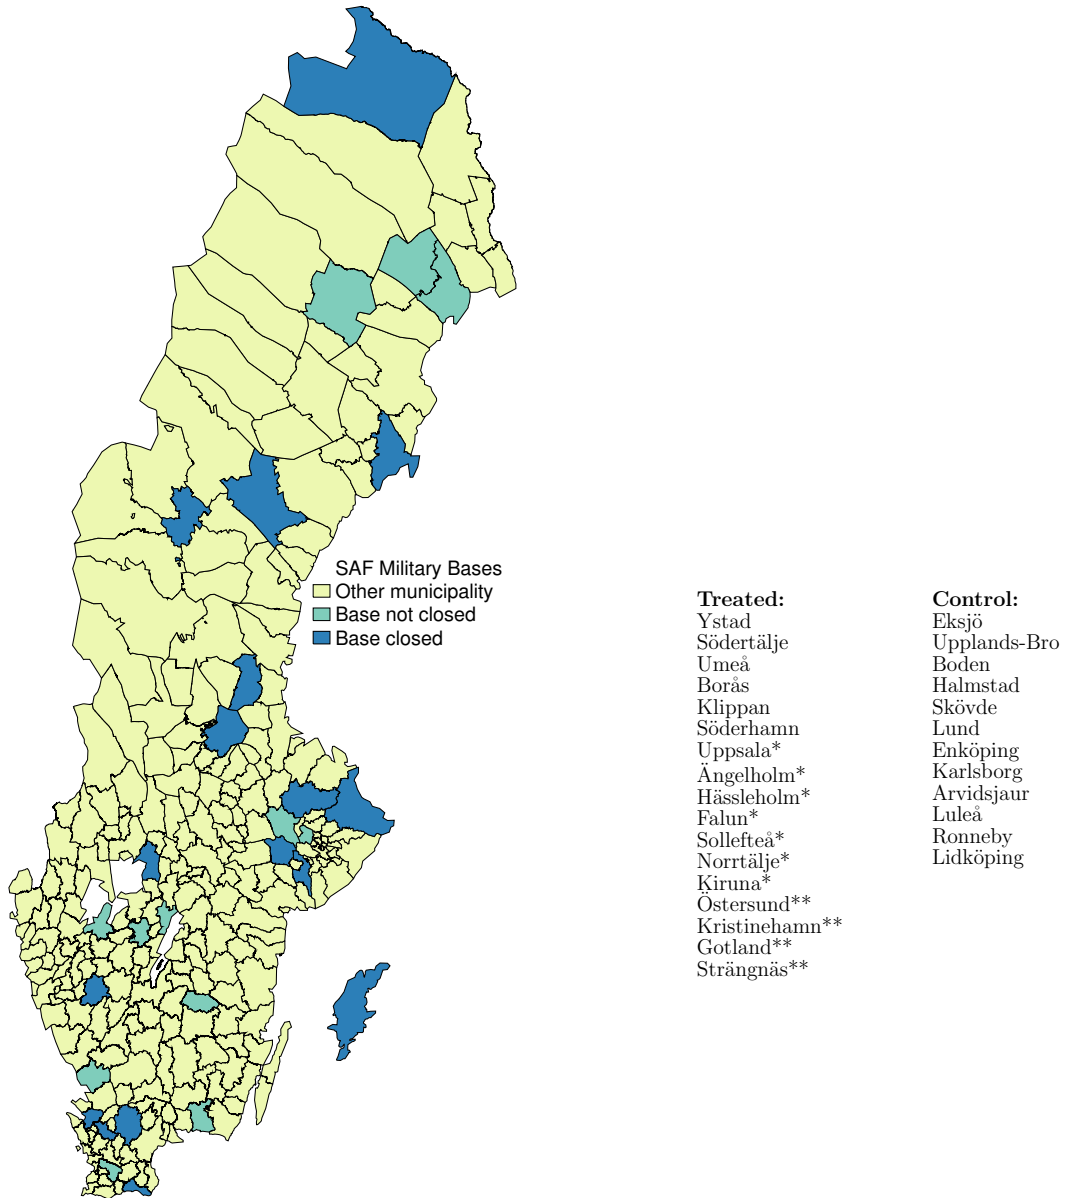 SAF Military Bases
Other municipality
Base not closed
Base closed
Treated:
Ystad
Södertälje
Umeå
Borås
Klippan
Söderhamn
Uppsala*
Ängelholm*
Hässleholm*
Falun*
Sollefteå*
Norrtälje*
Kiruna*
Östersund**
Kristinehamn**
Gotland**
Strängnäs**
Control:
Eksjö
Upplands-Bro
Boden
Halmstad
Skövde
Lund
Enköping
Karlsborg
Arvidsjaur
Luleå
Ronneby
Lidköping